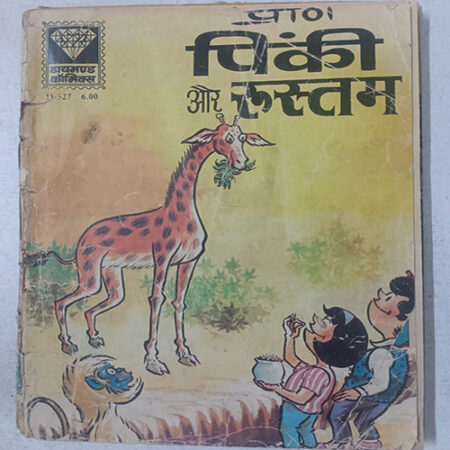 प्राण
पिंकी
और रुस्तम
डायमण्ड
कॉमिक्स
6.00